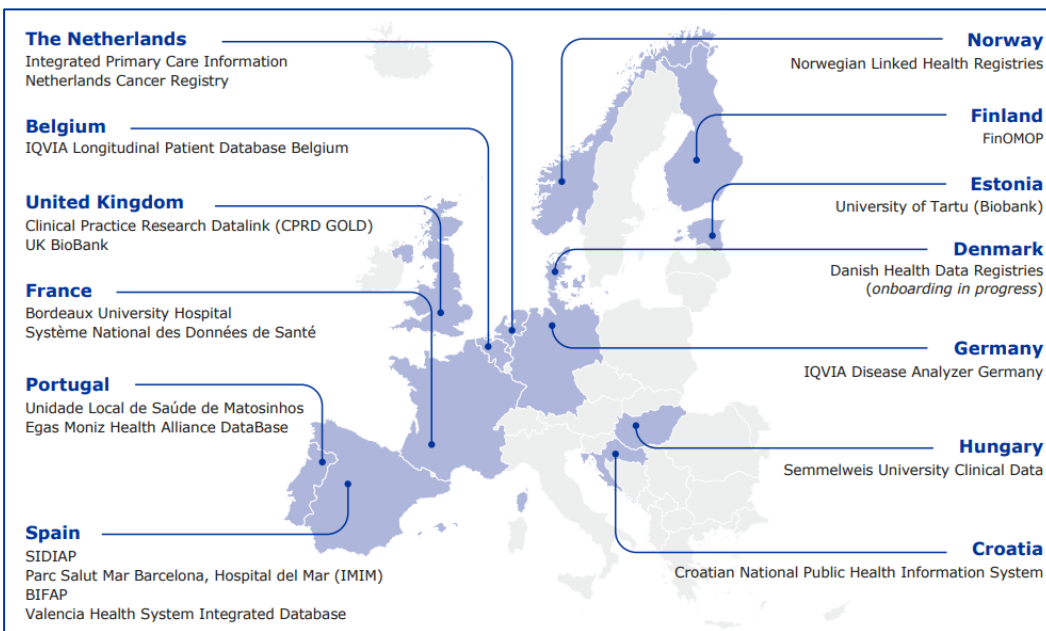 The Netherlands
Integrated Primary Care Information
Netherlands Cancer Registry
Belgium
IQVIA Longitudinal Patient Database Belgium
United Kingdom
Clinical Practice Research Datalink (CPRD GOLD)
UK BioBank
France
Bordeaux University Hospital
Système National des Données de Santé
Portugal
Unidade Local de Saúde de Matosinhos
Egas Moniz Health Alliance DataBase
Spain
SIDIAP
Parc Salut Mar Barcelona, Hospital del Mar (IMIM)
BIFAP
Valencia Health System Integrated Database
Norway
Norwegian Linked Health Registries
Finland
FinOMOP
Estonia
University of Tartu (Biobank)
Denmark
Danish Health Data Registries
(onboarding in progress)
Germany
IQVIA Disease Analyzer Germany
Hungary
Semmelweis University Clinical Data
Croatia
Croatian National Public Health Information System